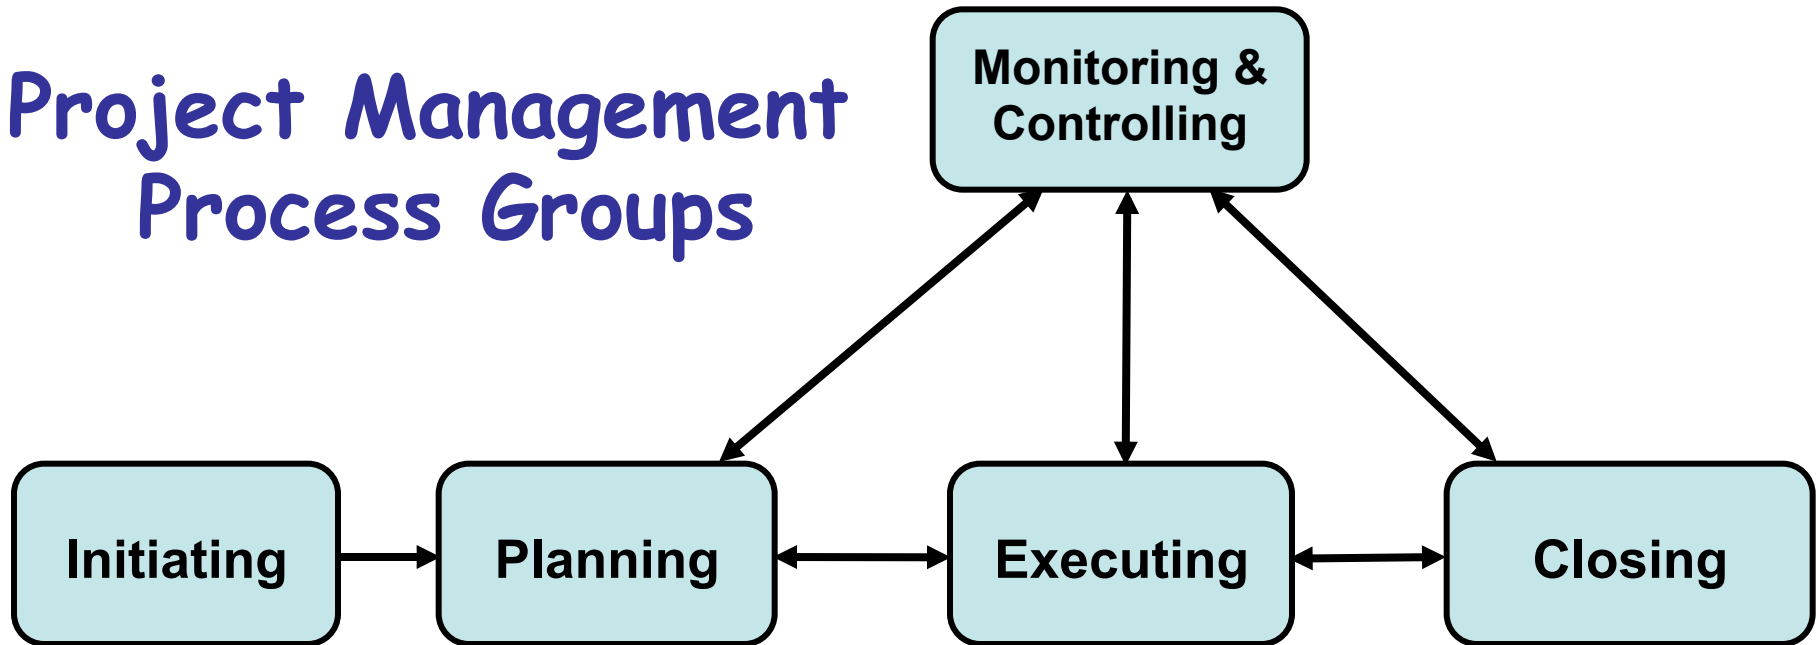 Project Management
Process Groups
Monitoring &
Controlling
Initiating
Planning
Executing
Closing